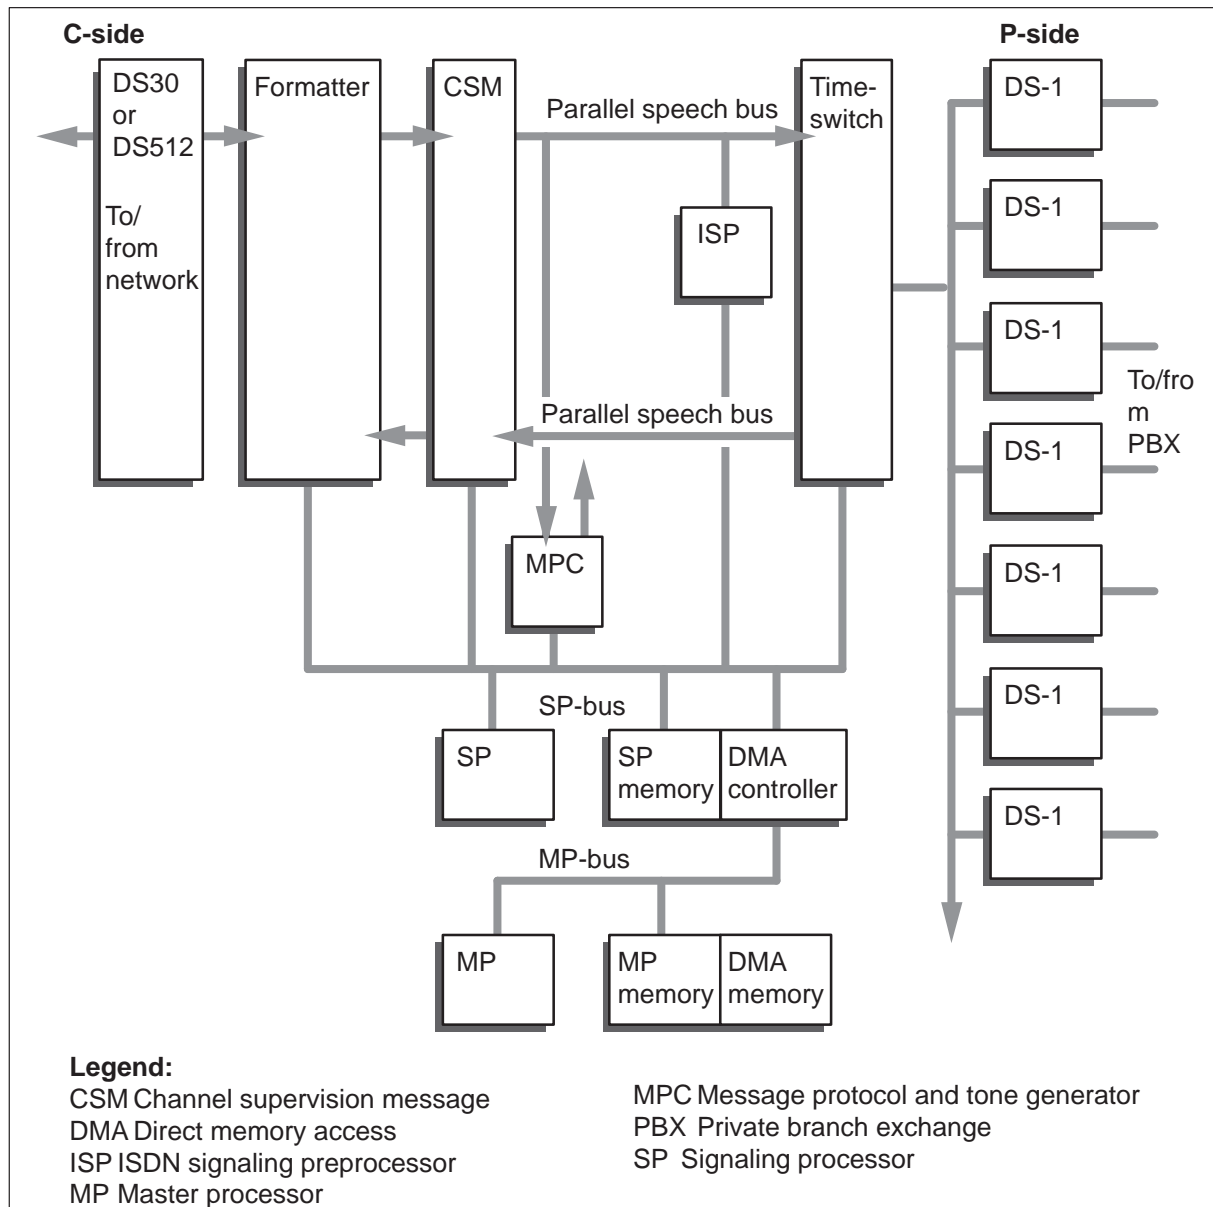 C-side
P-side
DS30
or
DS512
To/
from
network
Formatter
CSM
Parallel speech bus
Time-
switch
ISP
Parallel speech bus
MPC
DS-1
DS-1
DS-1
To/fro
m
PBX
DS-1
DS-1
DS-1
DS-1
SP-bus
SP
SP
memory
DMA
controller
MP-bus
MP
MP
memory
DMA
memory
Legend:
CSM Channel supervision message
DMA Direct memory access
ISP ISDN signaling preprocessor
MP Master processor
MPC Message protocol and tone generator
PBX Private branch exchange
SP Signaling processor